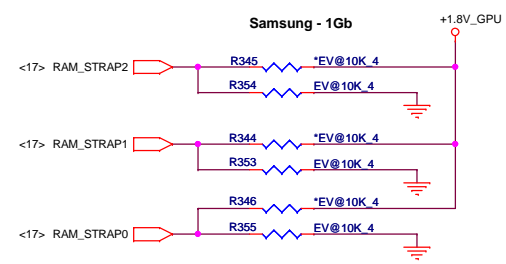 Samsung - 1Gb
+1.8V_GPU
<17> RAM_STRAP2
R345 *EV@10K_4
R354 EV@10K_4
<17> RAM_STRAP1
R344 *EV@10K_4
R353 EV@10K_4
R346 *EV@10K_4
<17> RAM_STRAP0
R355 EV@10K_4